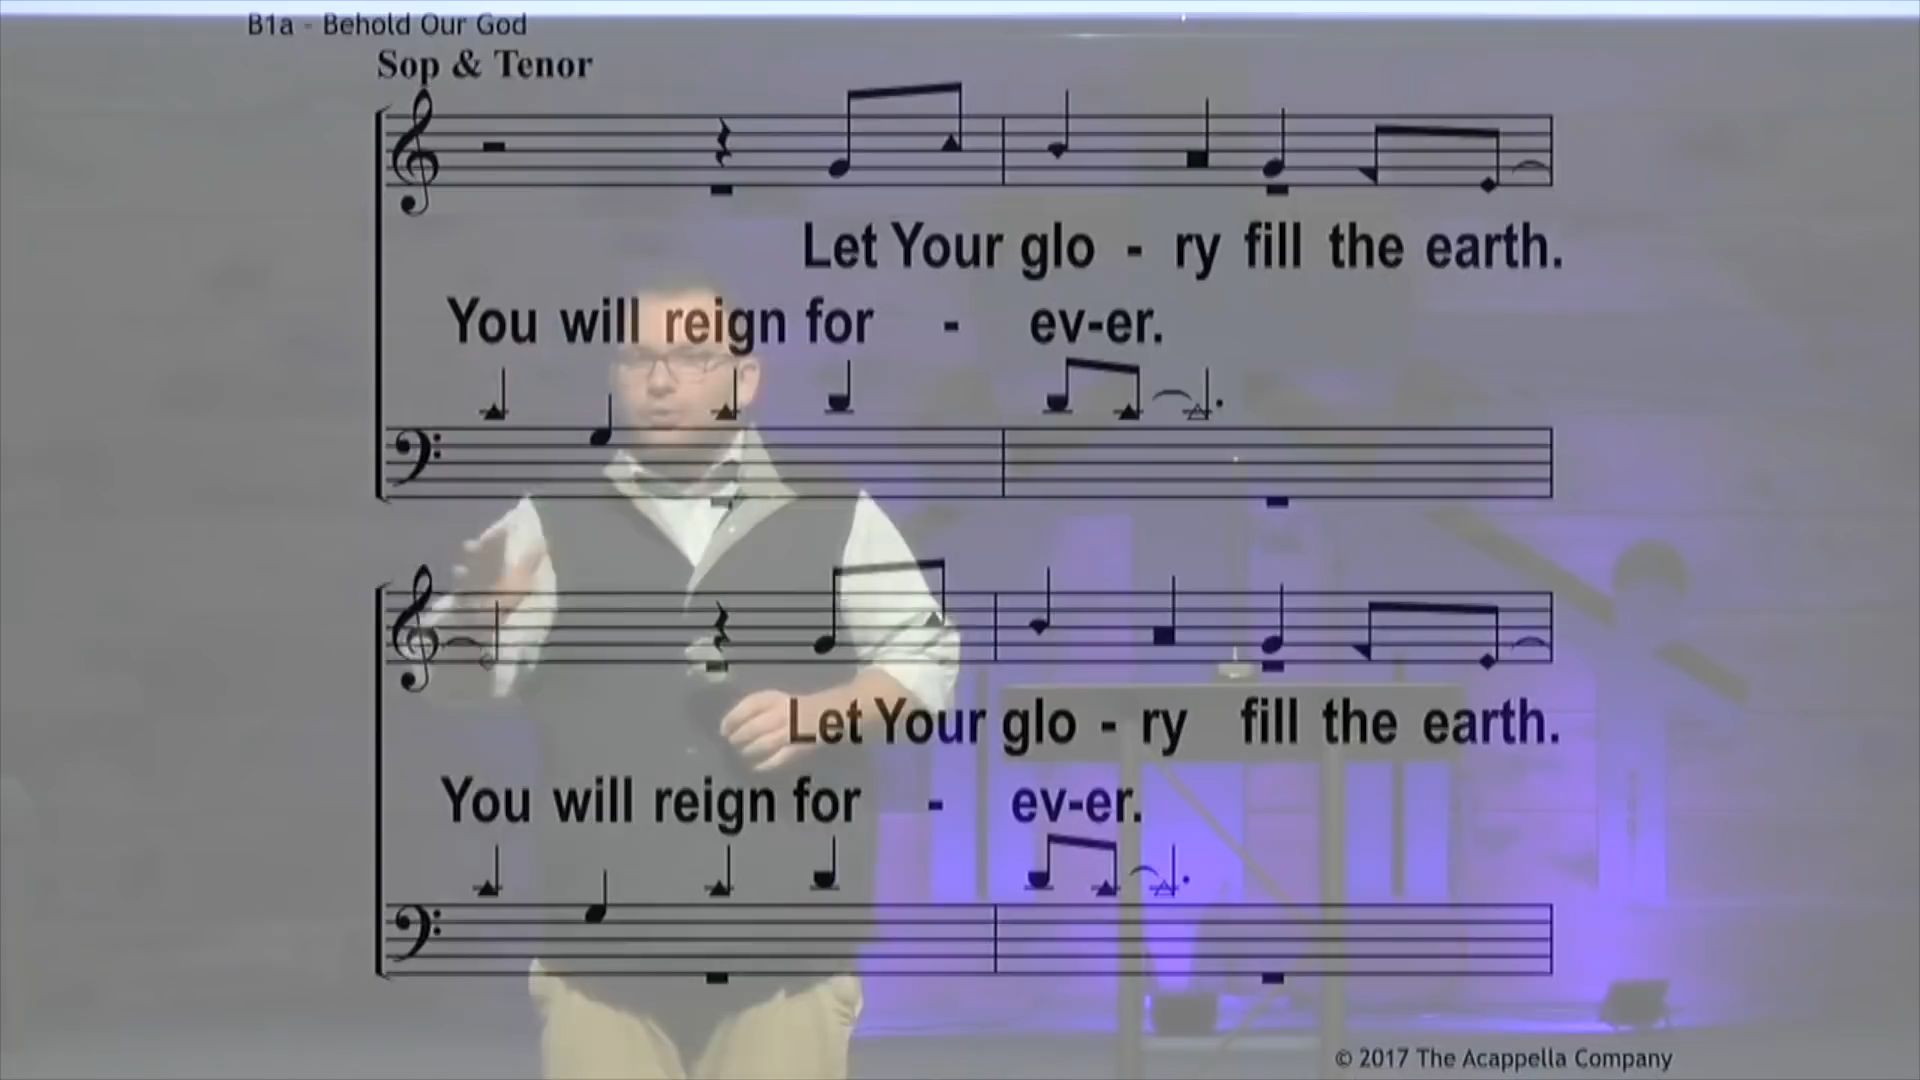 B1a - Behold Our God
Sop & Tenor
Let Your glo - ry fill the earth.
You will reign for - ev-er.
Let Your glo - ry fill the earth.
You will reign for - ev-er.
© 2017 The Acappella Company